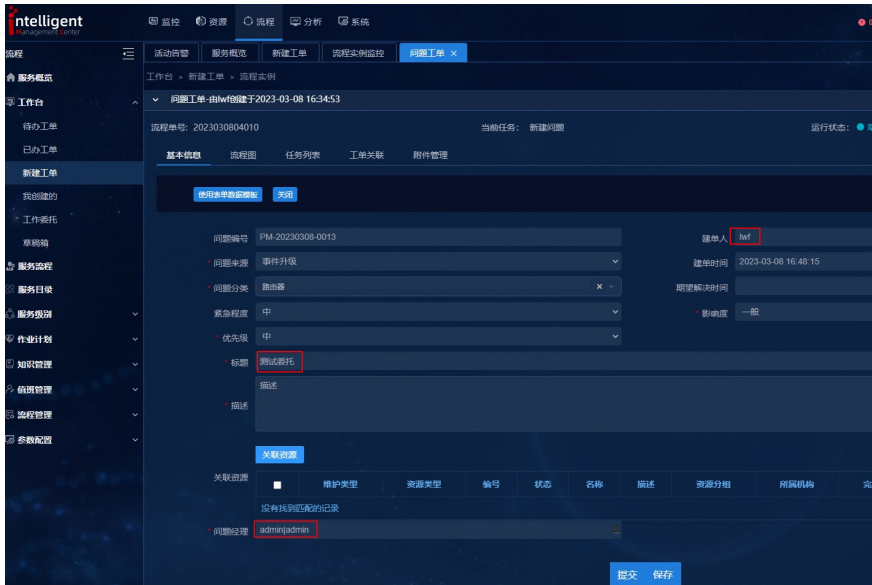 Intelligent
Management Center
监控 资源 流程 分析 系统
流程 活动告警 服务概览 新建工单 流程实例监控 问题工单 ×
服务概览 工作台 > 新建工单 > 流程实例
工作台 问题工单-由lwf创建于2023-03-08 16:34:53
待办工单 流程单号: 2023030804010 当前任务: 新建问题 运行状态:
已办工单 基本信息 流程图 任务列表 工单关联 附件管理
新建工单
我创建的 使用表单数据模板 关闭
工作委托
草稿箱 问题编号 PM-20230308-0013 建单人 lwf
服务流程 * 问题来源 事件升级 建单时间 2023-03-08 16:48:15
服务目录 * 问题分类 路由器 × 期望解决时间
服务级别 紧急程度 中 * 影响度 一般
作业计划 * 优先级 中
知识管理 * 标题 测试委托
值班管理 * 描述 描述
流程管理
参数配置 关联资源
关联资源 维护类型 资源类型 编号 状态 名称 描述 资源分组 所属机构 完
没有找到匹配的记录
* 问题经理 admin|admin
提交 保存